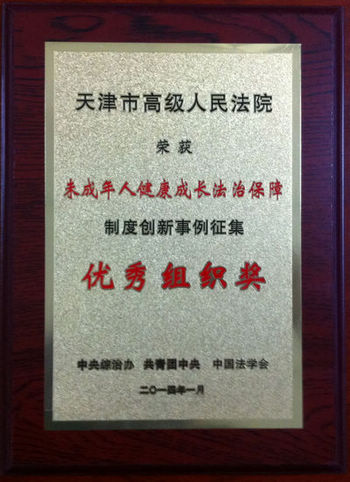 天津市高级人民法院
荣获
未成年人健康成长法治保障
制度创新事例征集
优秀组织奖
中央综治办 共青团中央 中国法学会
二〇一四年一月